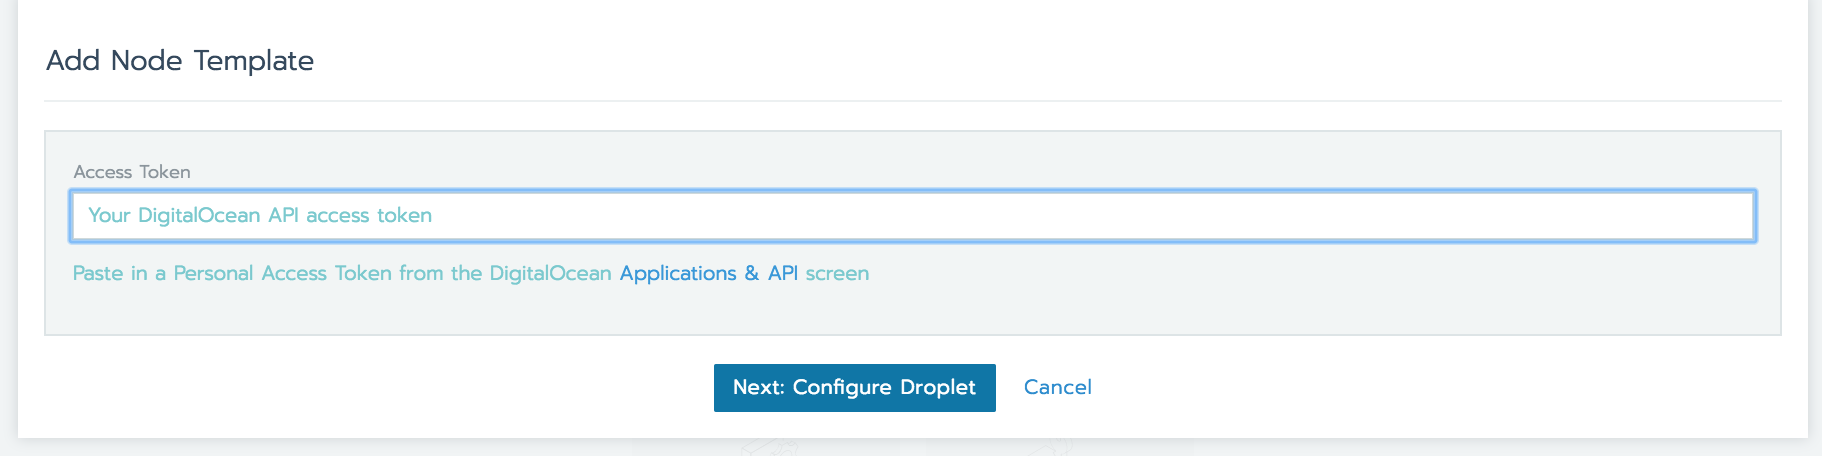 Add Node Template
Access Token
Your DigitalOcean API access token
Paste in a Personal Access Token from the DigitalOcean Applications & API screen
Next: Configure Droplet
Cancel